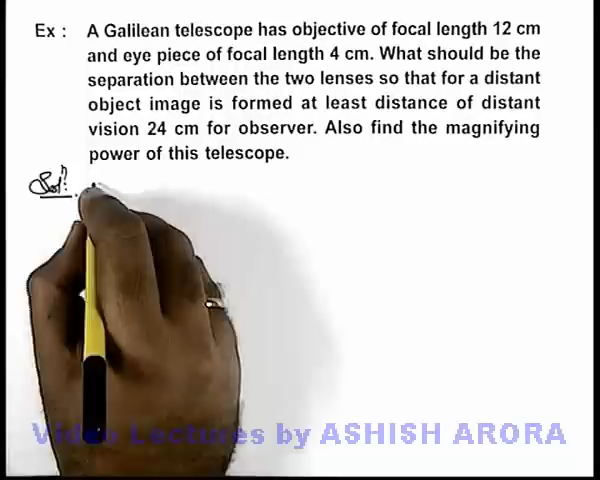 Ex : A Galilean telescope has objective of focal length 12 cm
and eye piece of focal length 4 cm. What should be the
separation between the two lenses so that for a distant
object image is formed at least distance of distant
vision 24 cm for observer. Also find the magnifying
power of this telescope.
Solⁿ.
Video Lectures by ASHISH ARORA